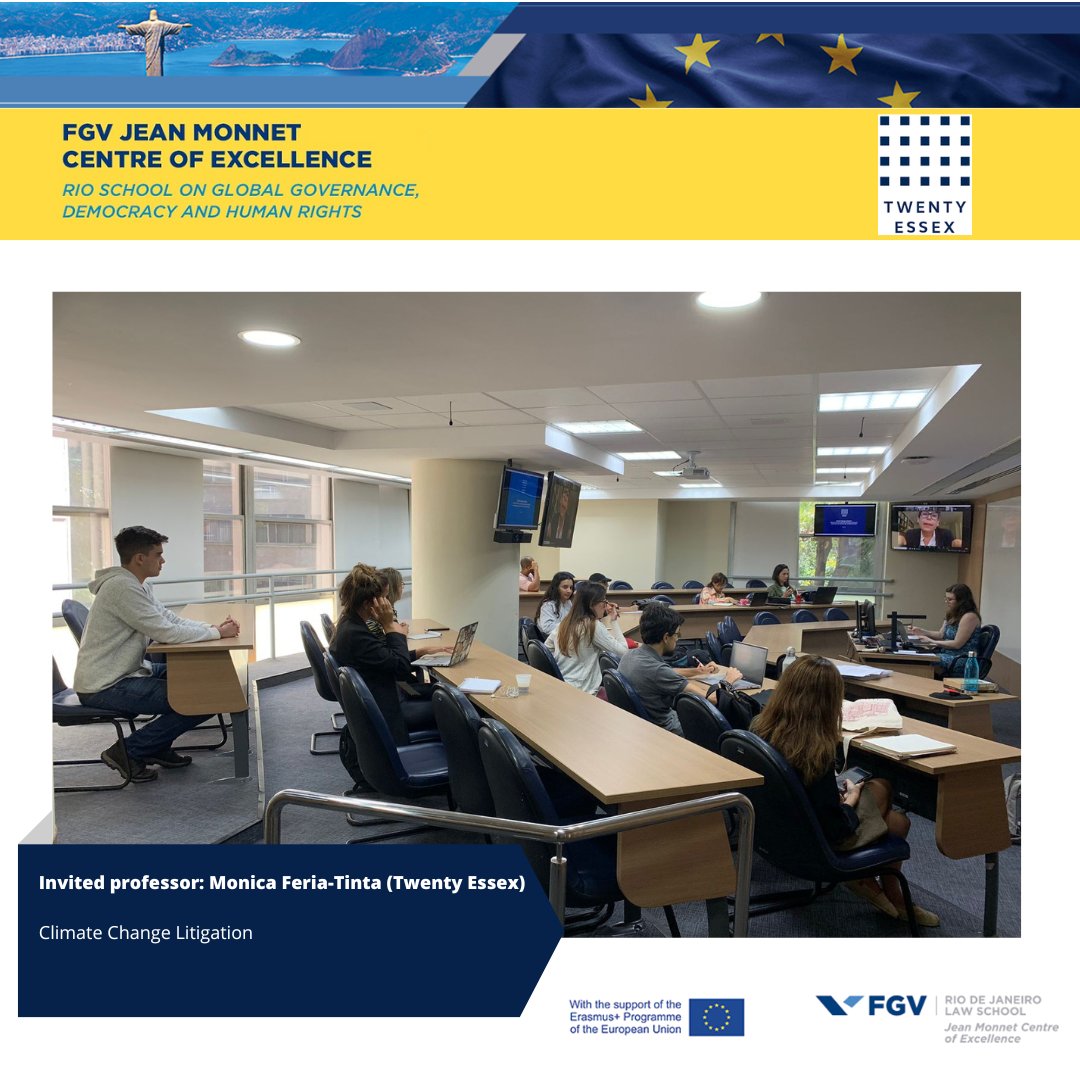 FGV JEAN MONNET
CENTRE OF EXCELLENCE
RIO SCHOOL ON GLOBAL GOVERNANCE,
DEMOCRACY AND HUMAN RIGHTS
TWENTY
ESSEX
Invited professor: Monica Feria-Tinta (Twenty Essex)
Climate Change Litigation
With the support of the
Erasmus+ Programme
of the European Union
FGV
RIO DE JANEIRO
LAW SCHOOL
Jean Monnet Centre
of Excellence